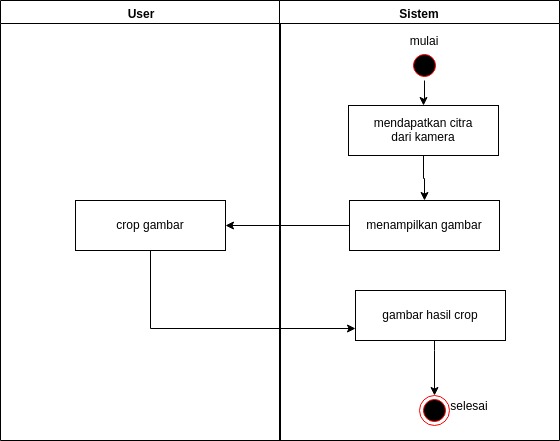 User
Sistem
mulai
mendapatkan citra
dari kamera
crop gambar
menampilkan gambar
gambar hasil crop
selesai